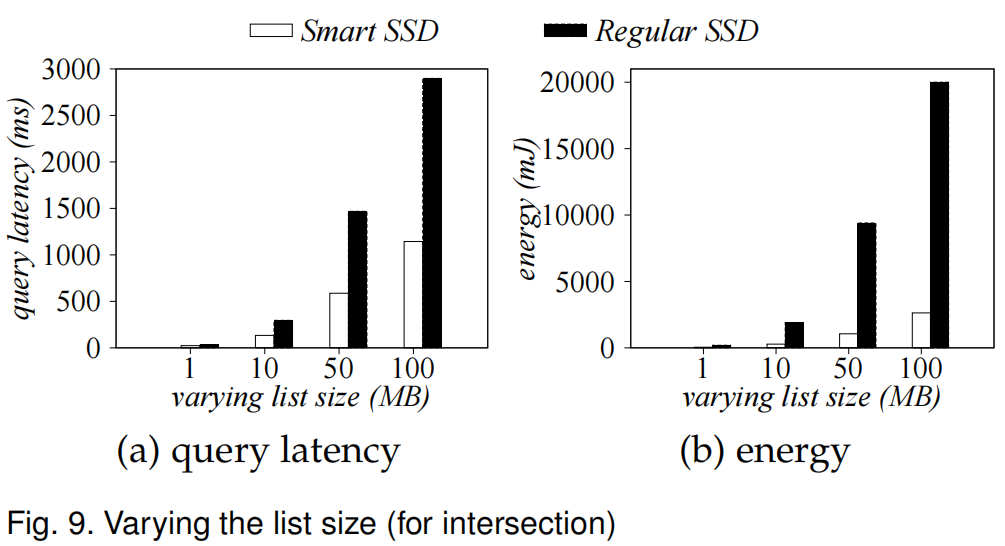 Smart SSD Regular SSD
3000
2500
2000
1500
1000
500
0
query latency (ms)
1 10 50 100
varying list size (MB)
(a) query latency
20000
15000
10000
5000
0
energy (mJ)
1 10 50 100
varying list size (MB)
(b) energy
Fig. 9. Varying the list size (for intersection)